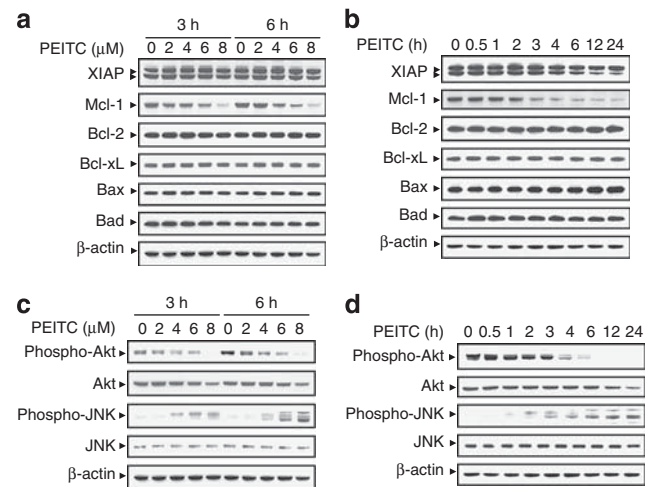 a
3 h 6 h
PEITC (μM) 0 2 4 6 8 0 2 4 6 8
XIAP
Mcl-1
Bcl-2
Bcl-xL
Bax
Bad
β-actin
b
PEITC (h) 0 0.5 1 2 3 4 6 12 24
XIAP
Mcl-1
Bcl-2
Bcl-xL
Bax
Bad
β-actin
c
3 h 6 h
PEITC (μM) 0 2 4 6 8 0 2 4 6 8
Phospho-Akt
Akt
Phospho-JNK
JNK
β-actin
d
PEITC (h) 0 0.5 1 2 3 4 6 12 24
Phospho-Akt
Akt
Phospho-JNK
JNK
β-actin